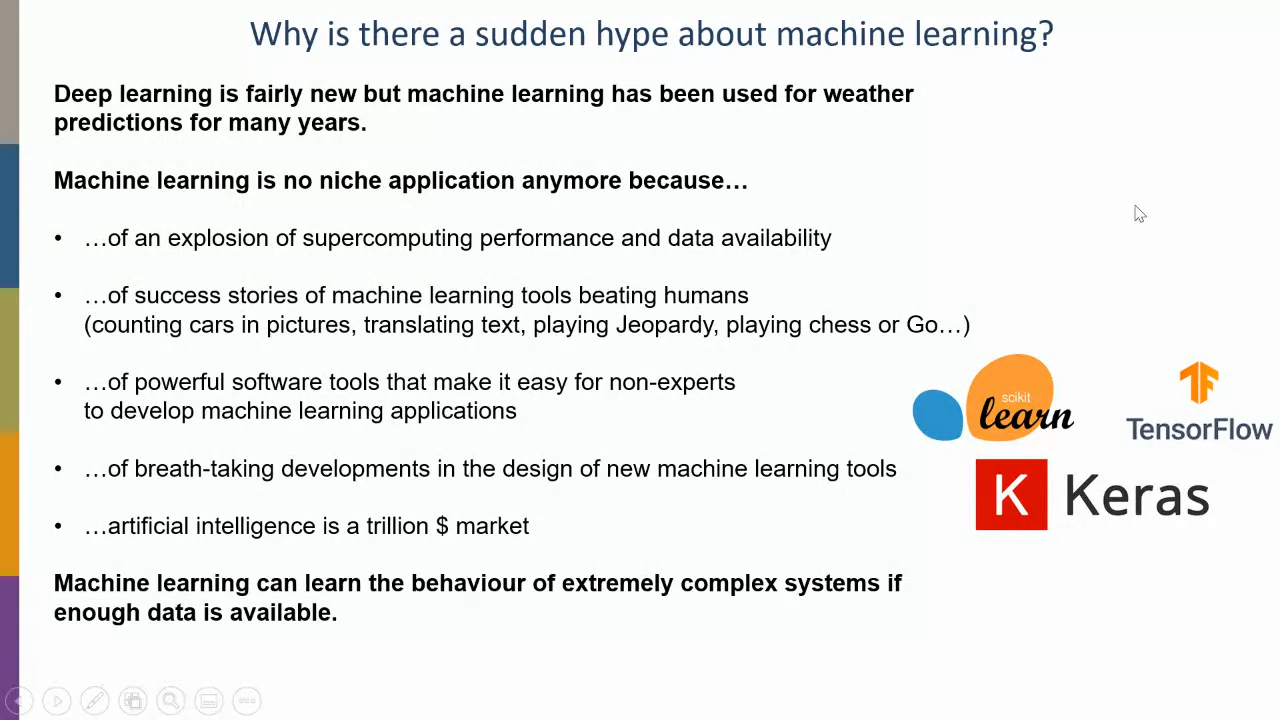 Why is there a sudden hype about machine learning?
Deep learning is fairly new but machine learning has been used for weather
predictions for many years.
Machine learning is no niche application anymore because…
• …of an explosion of supercomputing performance and data availability
• …of success stories of machine learning tools beating humans
(counting cars in pictures, translating text, playing Jeopardy, playing chess or Go…)
• …of powerful software tools that make it easy for non-experts
to develop machine learning applications
scikit
learn
TensorFlow
• …of breath-taking developments in the design of new machine learning tools
K Keras
• …artificial intelligence is a trillion $ market
Machine learning can learn the behaviour of extremely complex systems if
enough data is available.